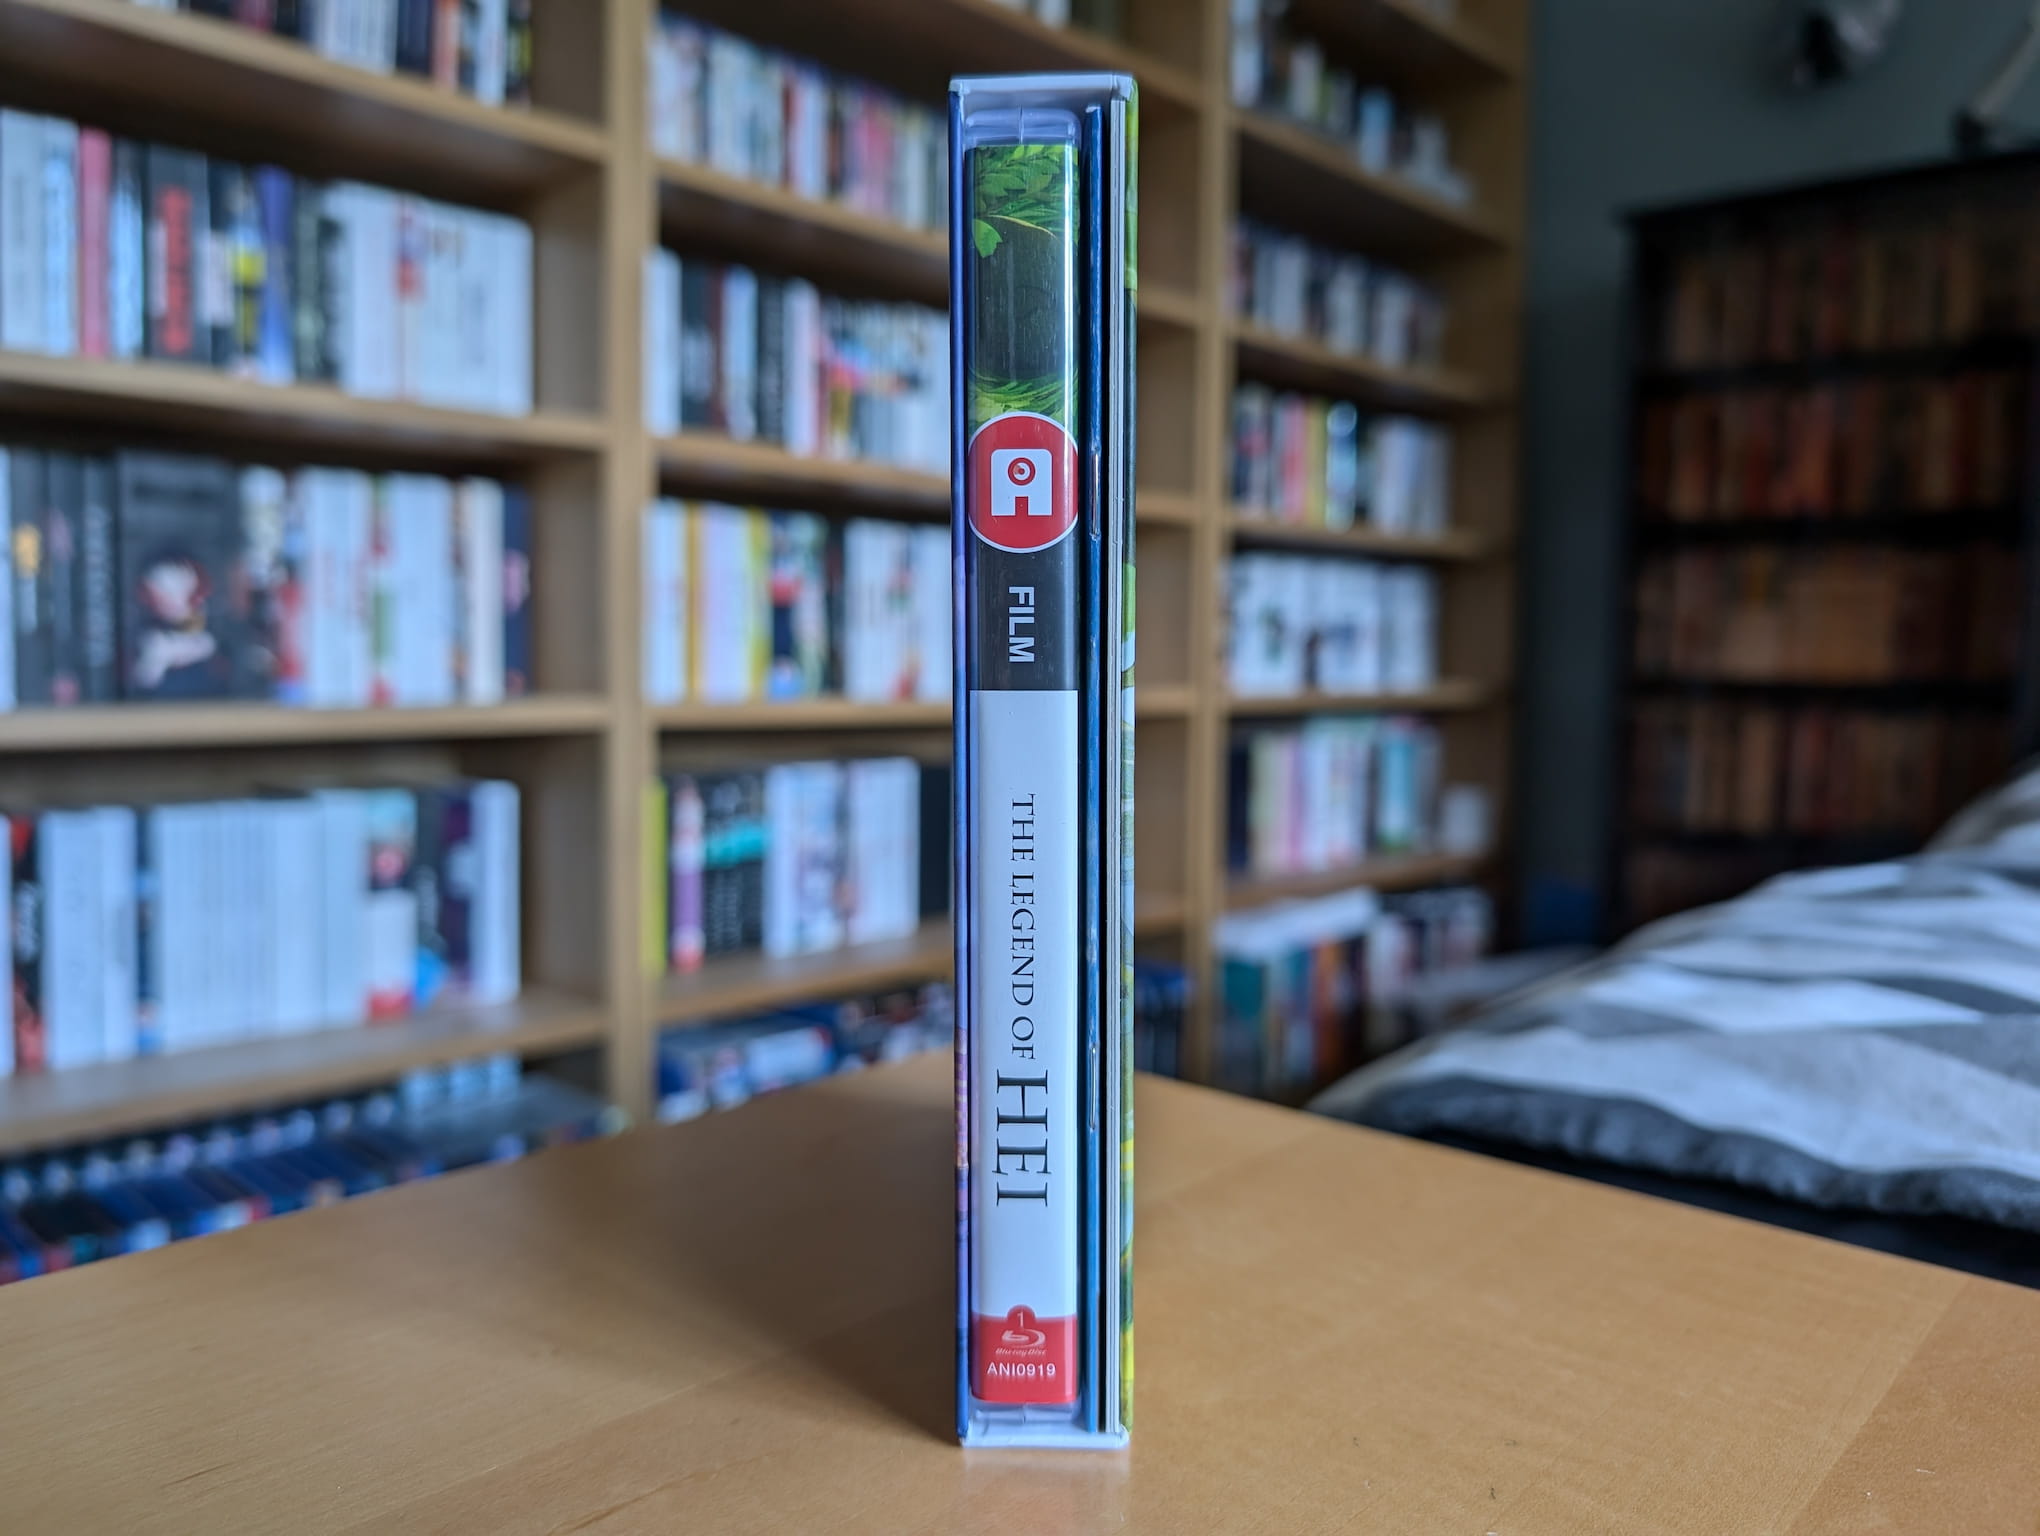 FILM
THE LEGEND OF HEI
1
Blu-ray Disc
ANI0919